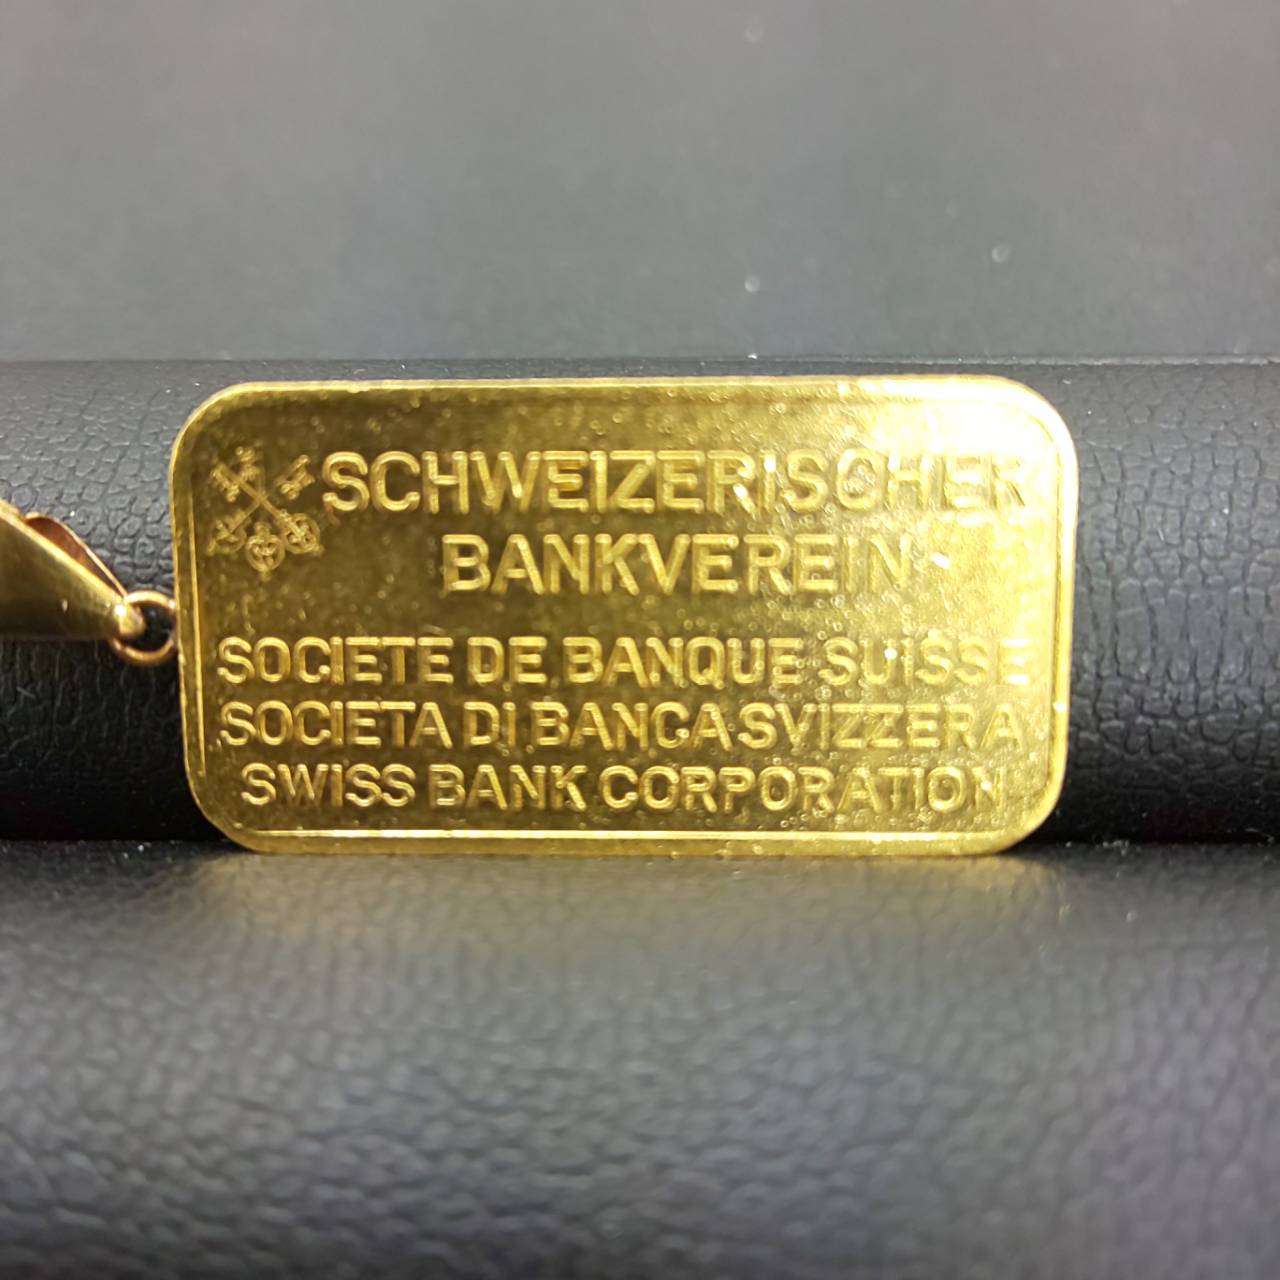 SCHWEIZERISCHER
BANKVEREIN
SOCIETE DE BANQUE SUISSE
SOCIETA DI BANCA SVIZZERA
SWISS BANK CORPORATION